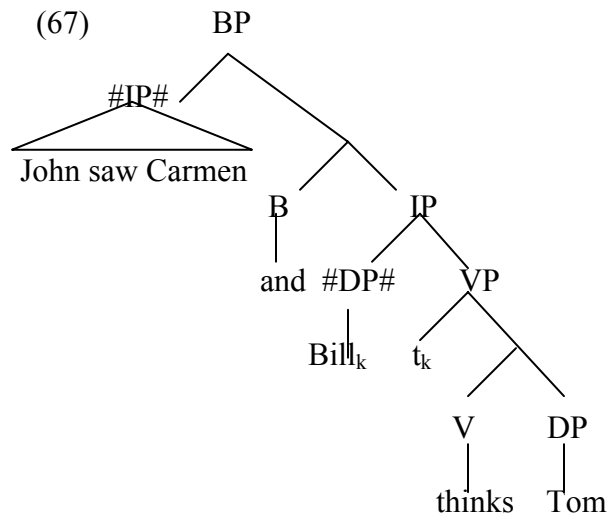 (67) BP
#IP#
John saw Carmen
B IP
and #DP# VP
Billₖ tₖ
V DP
thinks Tom